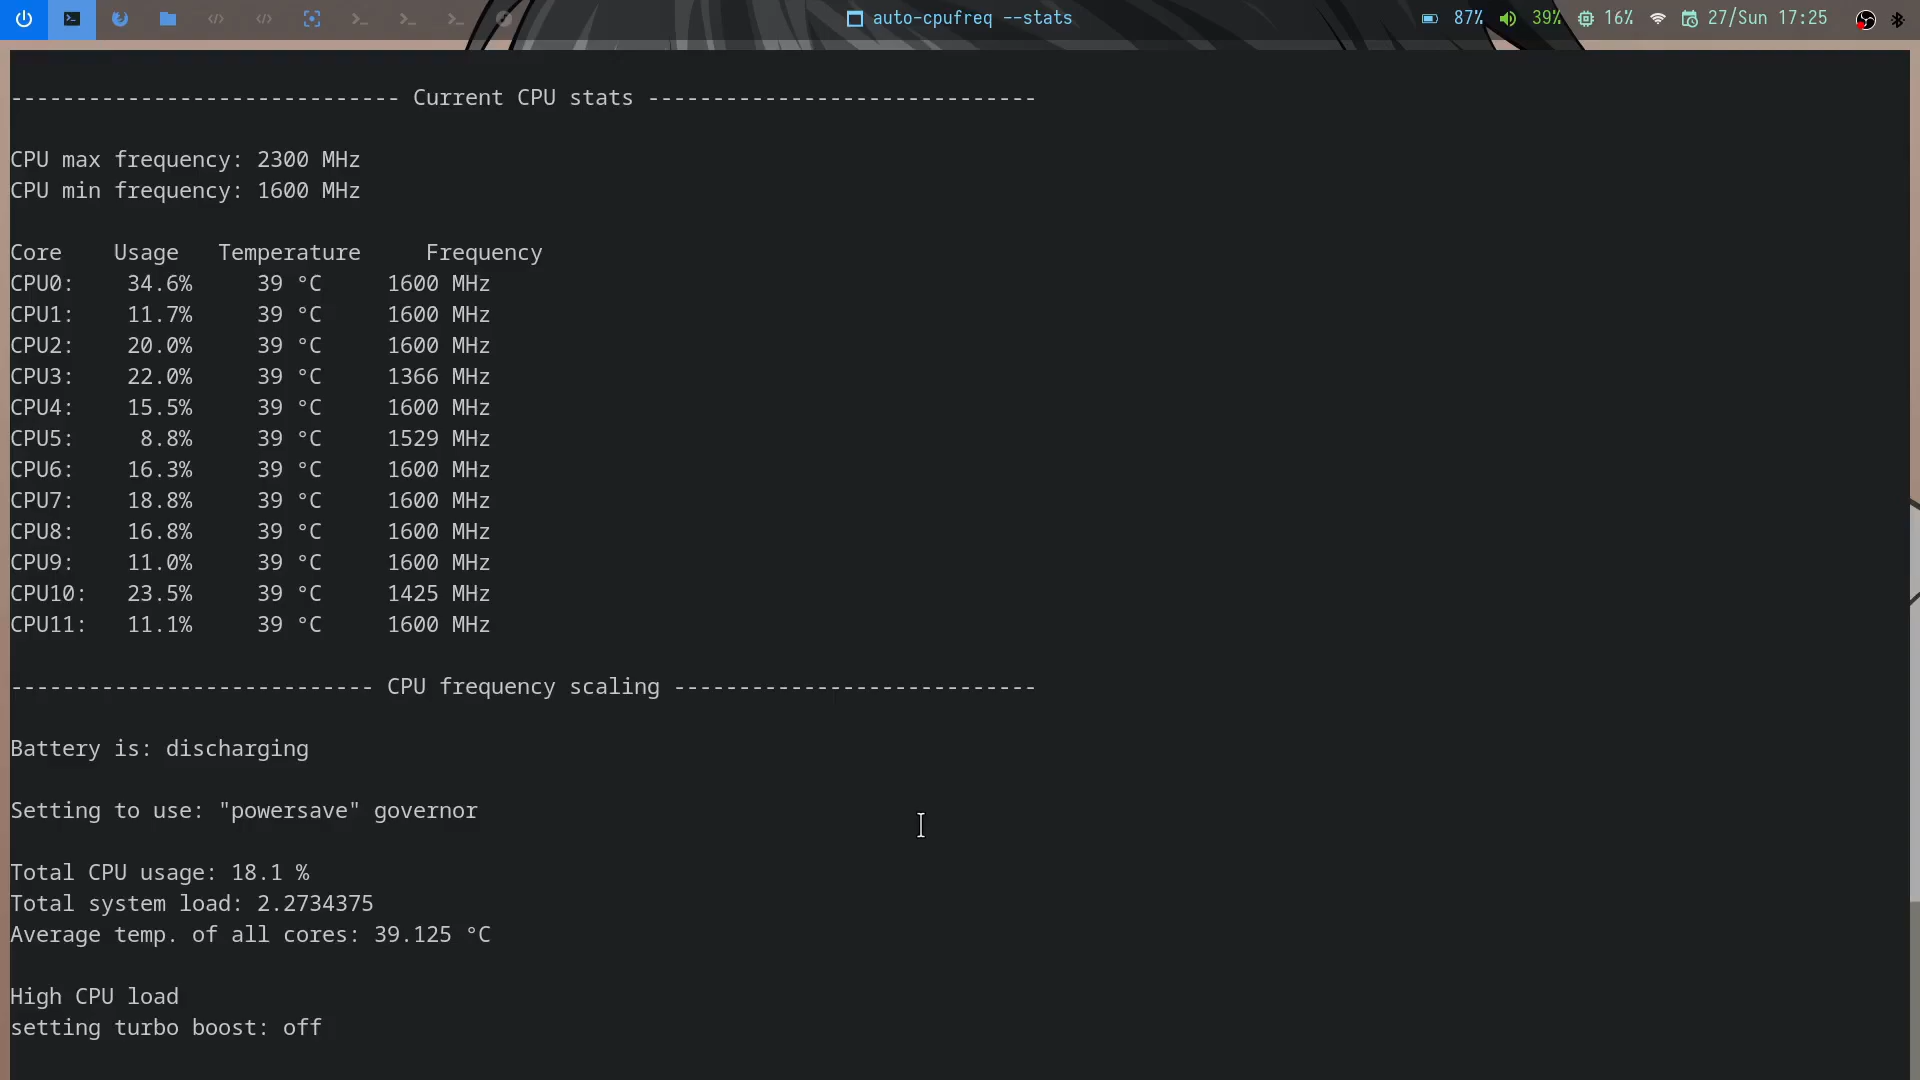 auto-cpufreq --stats 87% 39% 16% 27/Sun 17:25
------------------------------ Current CPU stats ------------------------------
CPU max frequency: 2300 MHz
CPU min frequency: 1600 MHz
Core Usage Temperature Frequency
CPU0: 34.6% 39 °C 1600 MHz
CPU1: 11.7% 39 °C 1600 MHz
CPU2: 20.0% 39 °C 1600 MHz
CPU3: 22.0% 39 °C 1366 MHz
CPU4: 15.5% 39 °C 1600 MHz
CPU5: 8.8% 39 °C 1529 MHz
CPU6: 16.3% 39 °C 1600 MHz
CPU7: 18.8% 39 °C 1600 MHz
CPU8: 16.8% 39 °C 1600 MHz
CPU9: 11.0% 39 °C 1600 MHz
CPU10: 23.5% 39 °C 1425 MHz
CPU11: 11.1% 39 °C 1600 MHz
---------------------------- CPU frequency scaling ----------------------------
Battery is: discharging
Setting to use: "powersave" governor
Total CPU usage: 18.1 %
Total system load: 2.2734375
Average temp. of all cores: 39.125 °C
High CPU load
setting turbo boost: off